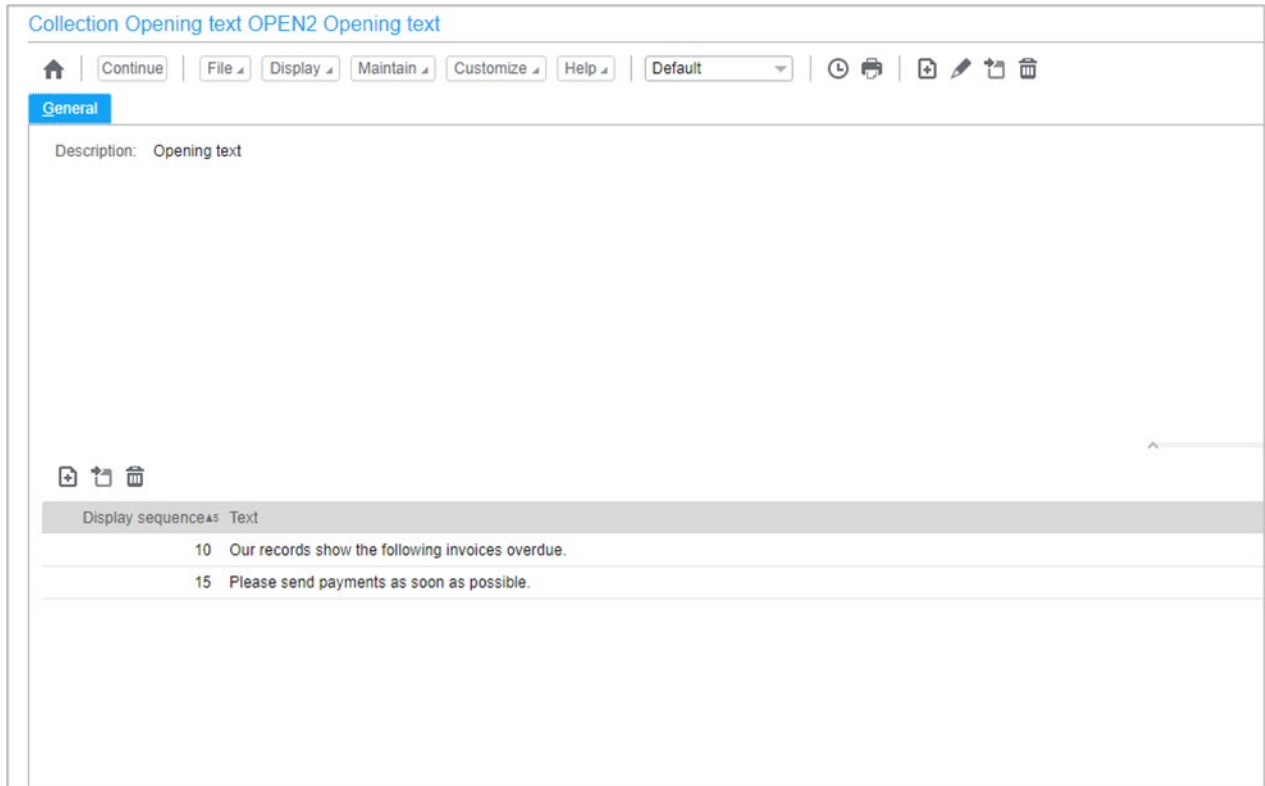 Collection Opening text OPEN2 Opening text
Continue File Display Maintain Customize Help Default
General
Description: Opening text
Display sequence Text
10 Our records show the following invoices overdue.
15 Please send payments as soon as possible.